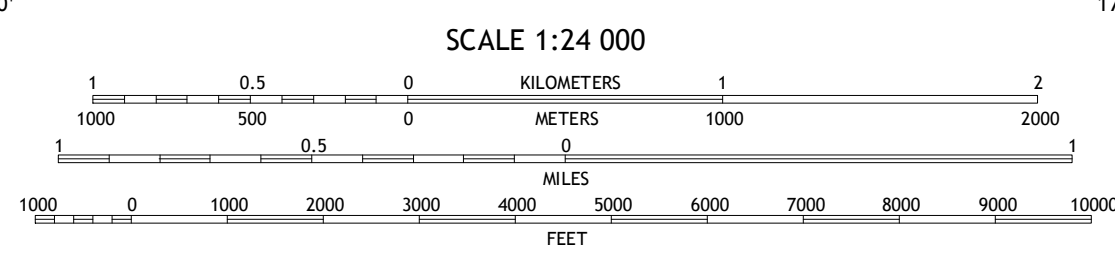 SCALE 1:24 000
1 0.5 0 KILOMETERS 1 2
1000 500 0 METERS 1000 2000
1 0.5 0 1
MILES
1000 0 1000 2000 3000 4000 5000 6000 7000 8000 9000 10000
FEET